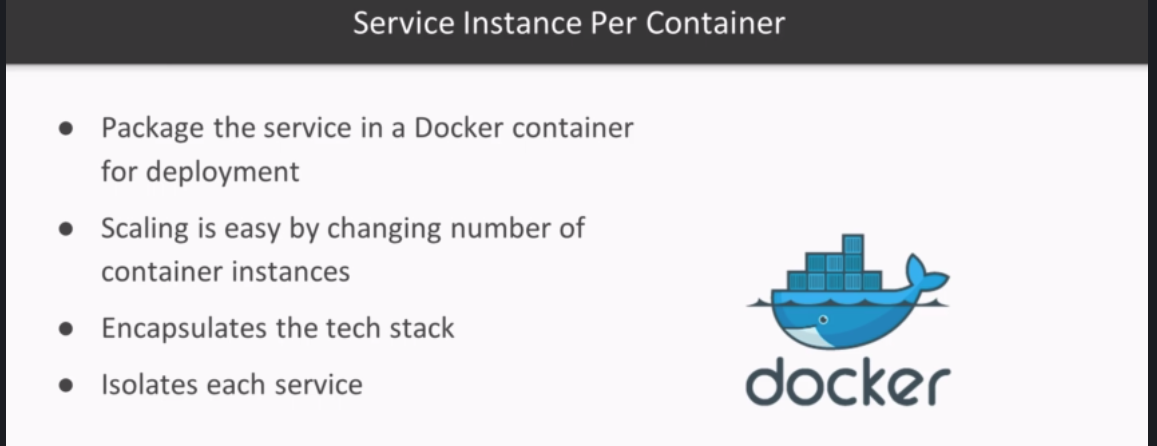 Service Instance Per Container
● Package the service in a Docker container
for deployment
● Scaling is easy by changing number of
container instances
● Encapsulates the tech stack
● Isolates each service
docker